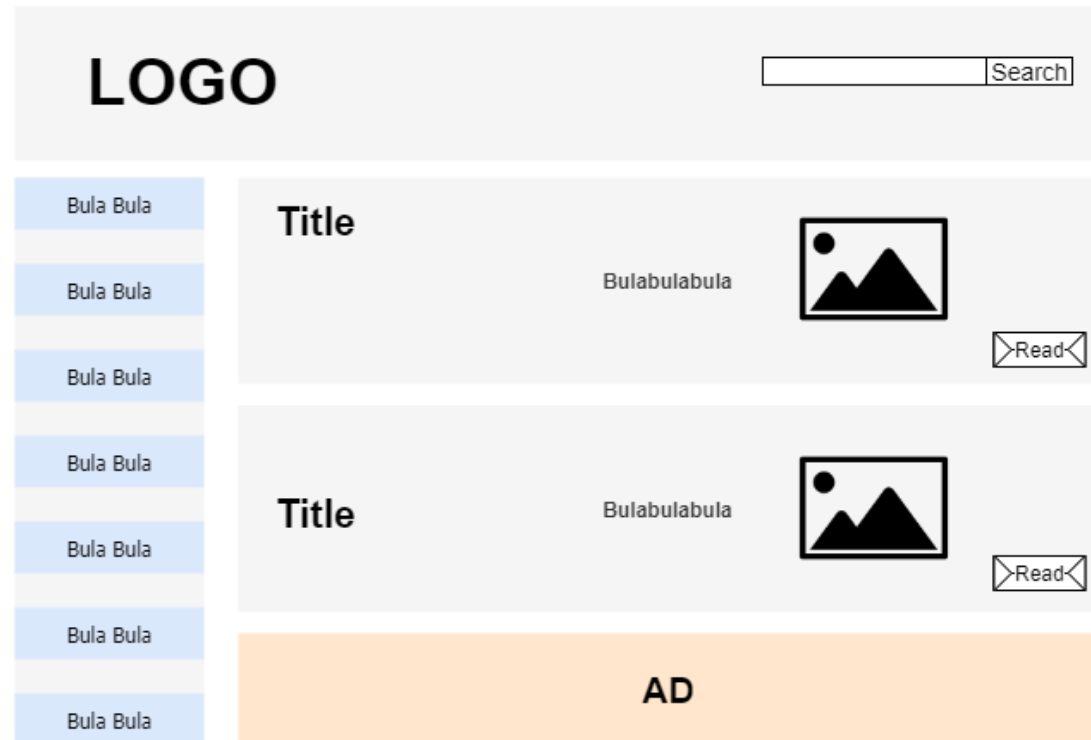 LOGO
Search
Bula Bula
Bula Bula
Bula Bula
Bula Bula
Bula Bula
Bula Bula
Bula Bula
Title
Bulabulabula
Read
Title
Bulabulabula
Read
AD